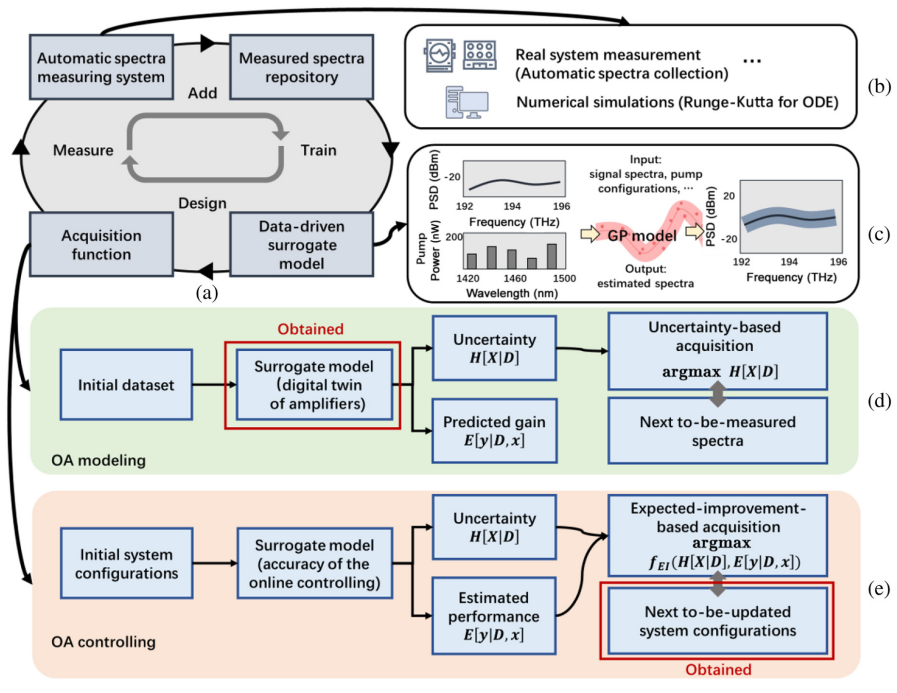 Automatic spectra
measuring system
Measured spectra
repository
Add
Measure
Train
Design
Acquisition
function
Data-driven
surrogate
model
(a)
Real system measurement
(Automatic spectra collection)
...
Numerical simulations (Runge-Kutta for ODE)
(b)
PSD (dBm)
-20
192
194
196
Frequency (THz)
Pump
Power (nW)
200
1420
1460
1500
Wavelength (nm)
Input:
signal spectra, pump
configurations, ...
GP model
Output:
estimated spectra
PSD (dBm)
20
-20
192
194
196
Frequency (THz)
(c)
Obtained
Initial dataset
Surrogate model
(digital twin
of amplifiers)
Uncertainty
H[X|D]
Predicted gain
E[y|D, x]
Uncertainty-based
acquisition
argmax H[X|D]
Next to-be-measured
spectra
OA modeling
(d)
Initial system
configurations
Surrogate model
(accuracy of the
online controlling)
Uncertainty
H[X|D]
Estimated
performance
E[y|D, x]
Expected-improvement-
based acquisition
argmax
f_EI(H[X|D], E[y|D, x])
Next to-be-updated
system configurations
Obtained
OA controlling
(e)